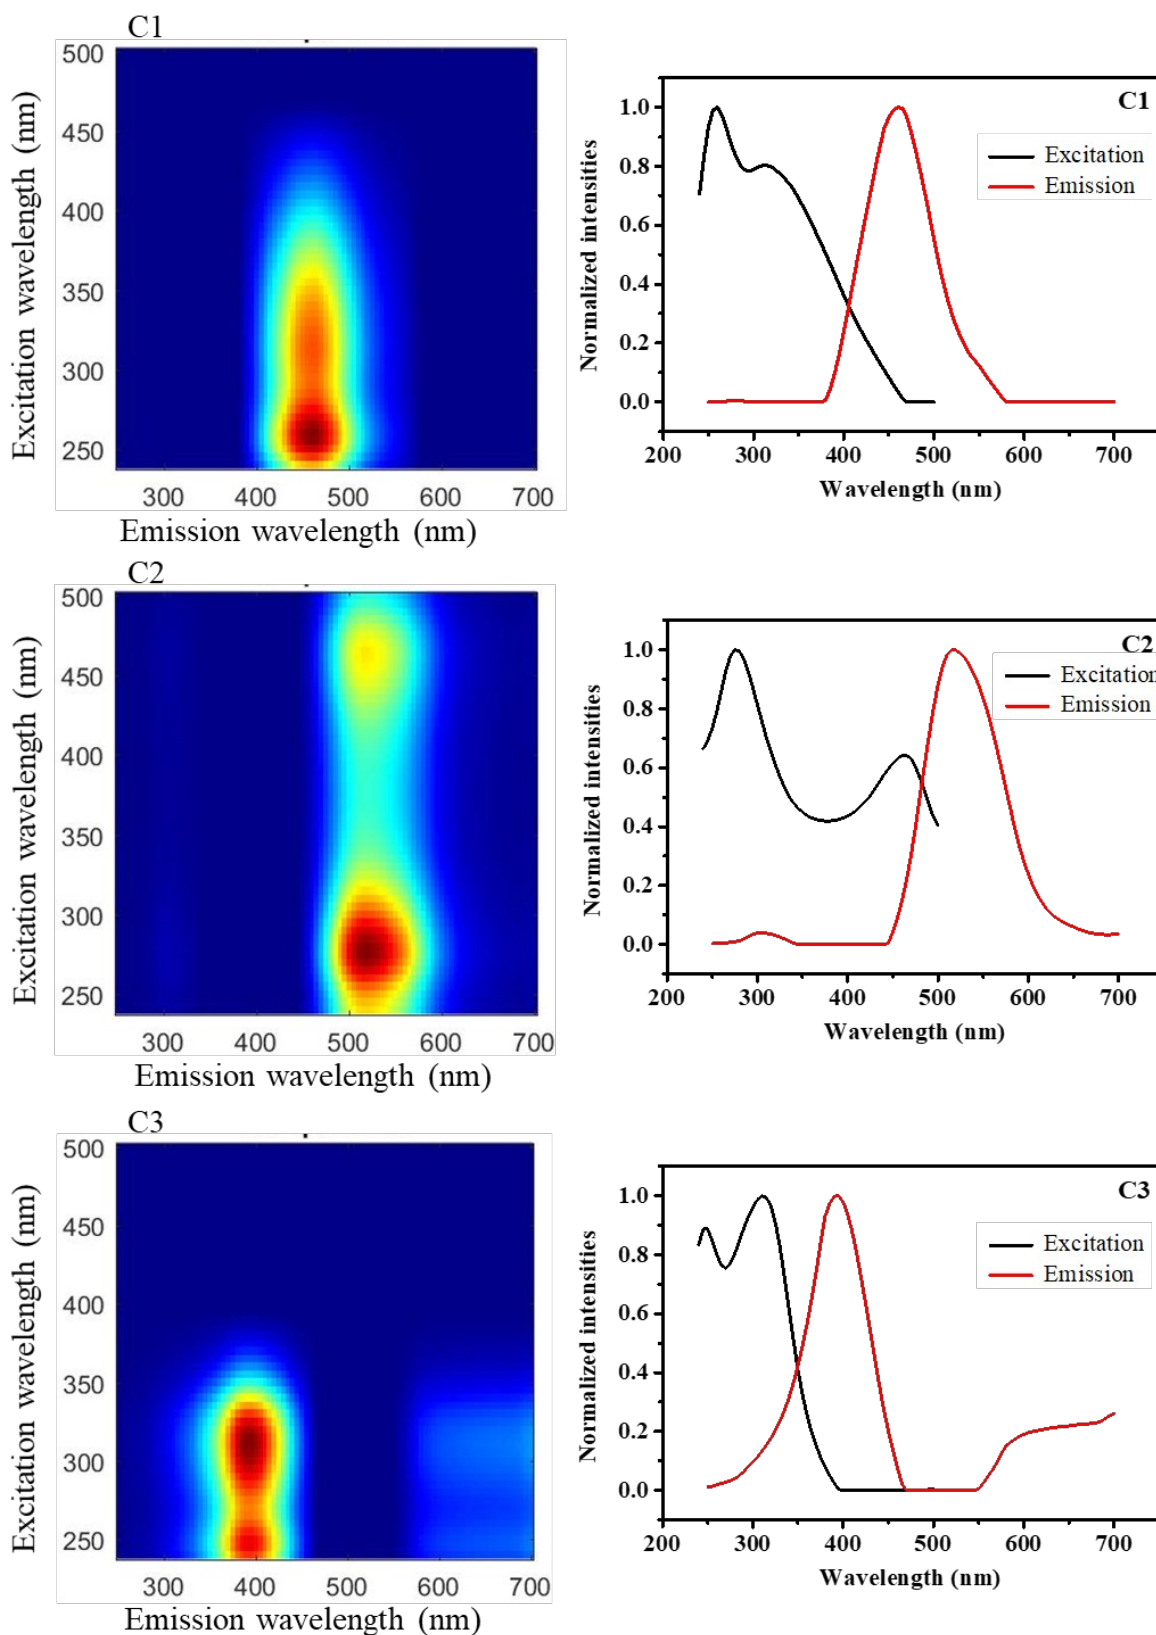 C1
500
450
400
350
300
250
300 400 500 600 700
Excitation wavelength (nm)
Emission wavelength (nm)
C1
Excitation
Emission
1.0
0.8
0.6
0.4
0.2
0.0
200 300 400 500 600 700
Normalized intensities
Wavelength (nm)
C2
500
450
400
350
300
250
300 400 500 600 700
Excitation wavelength (nm)
Emission wavelength (nm)
C2
Excitation
Emission
1.0
0.8
0.6
0.4
0.2
0.0
200 300 400 500 600 700
Normalized intensities
Wavelength (nm)
C3
500
450
400
350
300
250
300 400 500 600 700
Excitation wavelength (nm)
Emission wavelength (nm)
C3
Excitation
Emission
1.0
0.8
0.6
0.4
0.2
0.0
200 300 400 500 600 700
Normalized intensities
Wavelength (nm)